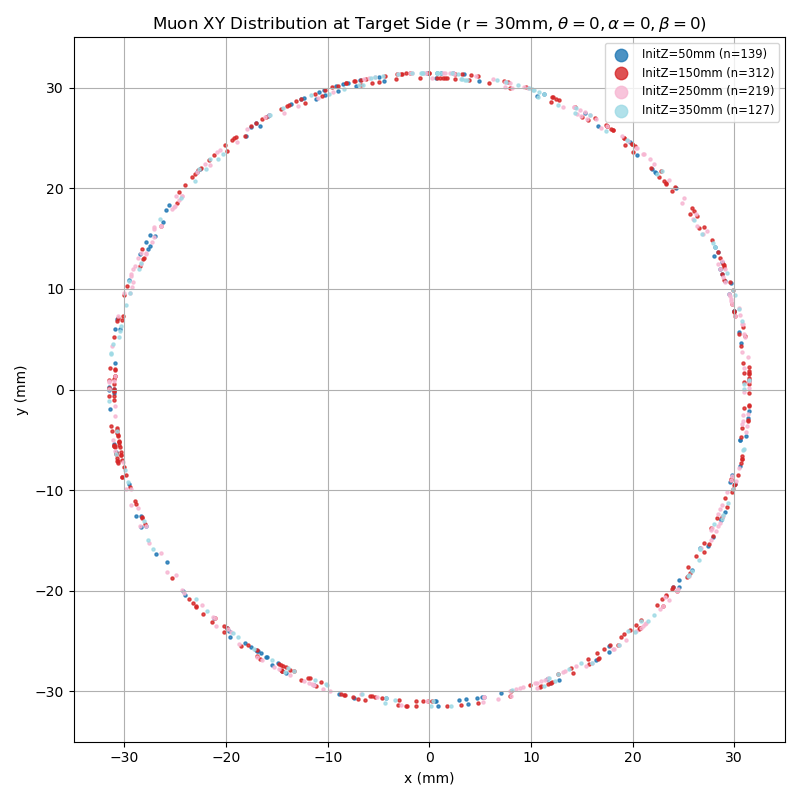 Muon XY Distribution at Target Side (r = 30mm, θ = 0, α = 0, β = 0)
InitZ=50mm (n=139)
InitZ=150mm (n=312)
InitZ=250mm (n=219)
InitZ=350mm (n=127)
30
20
10
0
−10
−20
−30
y (mm)
−30 −20 −10 0 10 20 30
x (mm)